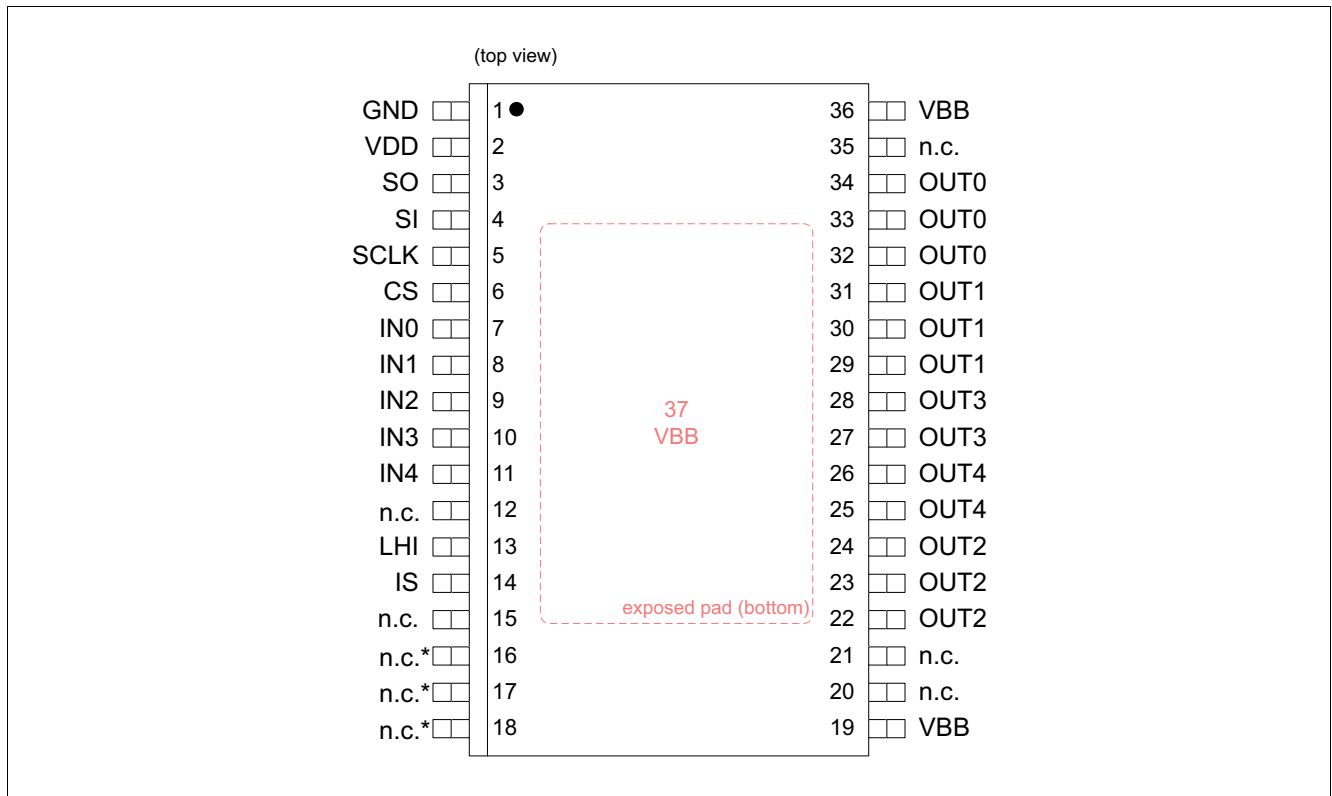 (top view)
GND 1 36 VBB
VDD 2 35 n.c.
SO 3 34 OUT0
SI 4 33 OUT0
SCLK 5 32 OUT0
CS 6 31 OUT1
IN0 7 30 OUT1
IN1 8 29 OUT1
IN2 9 28 OUT3
37
IN3 10 27 OUT3
VBB
IN4 11 26 OUT4
n.c. 12 25 OUT4
LHI 13 24 OUT2
IS 14 23 OUT2
exposed pad (bottom)
n.c. 15 22 OUT2
n.c.* 16 21 n.c.
n.c.* 17 20 n.c.
n.c.* 18 19 VBB